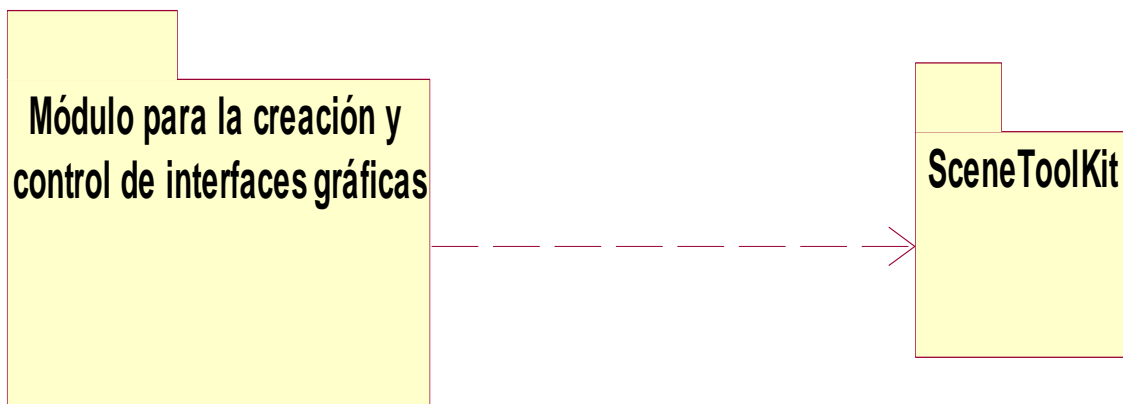 Módulo para la creación y
control de interfaces gráficas
SceneToolKit